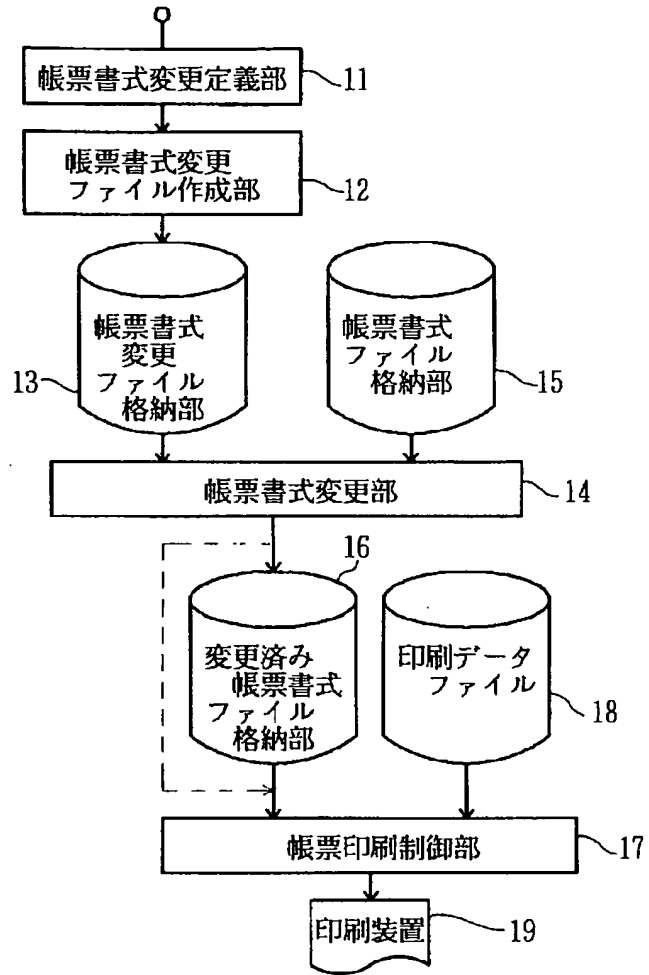 帳票書式変更定義部
11
帳票書式変更
ファイル作成部
12
帳票書式
変更
ファイル
格納部
13
帳票書式
ファイル
格納部
15
帳票書式変更部
14
16
変更済み
帳票書式
ファイル
格納部
印刷データ
ファイル
18
帳票印刷制御部
17
印刷装置
19